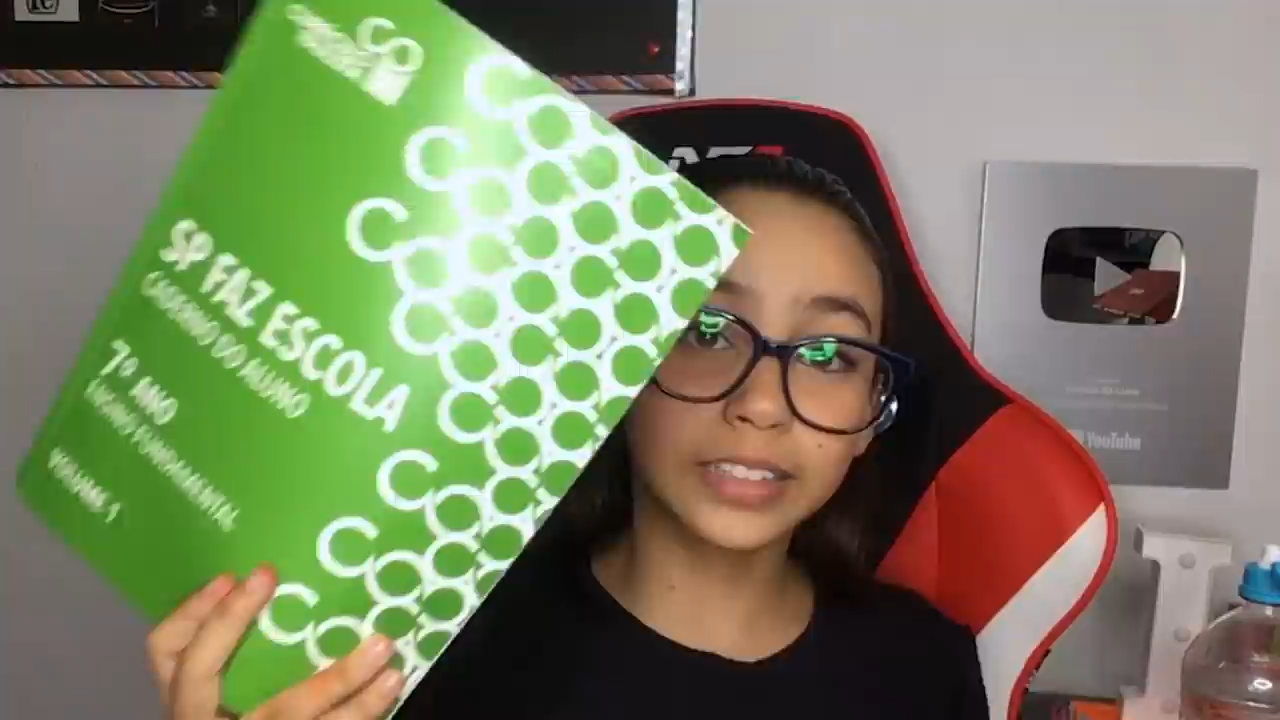 SP FAZ ESCOLA
CADERNO DO ALUNO
7º ANO
ENSINO FUNDAMENTAL
VOLUME 1
YouTube